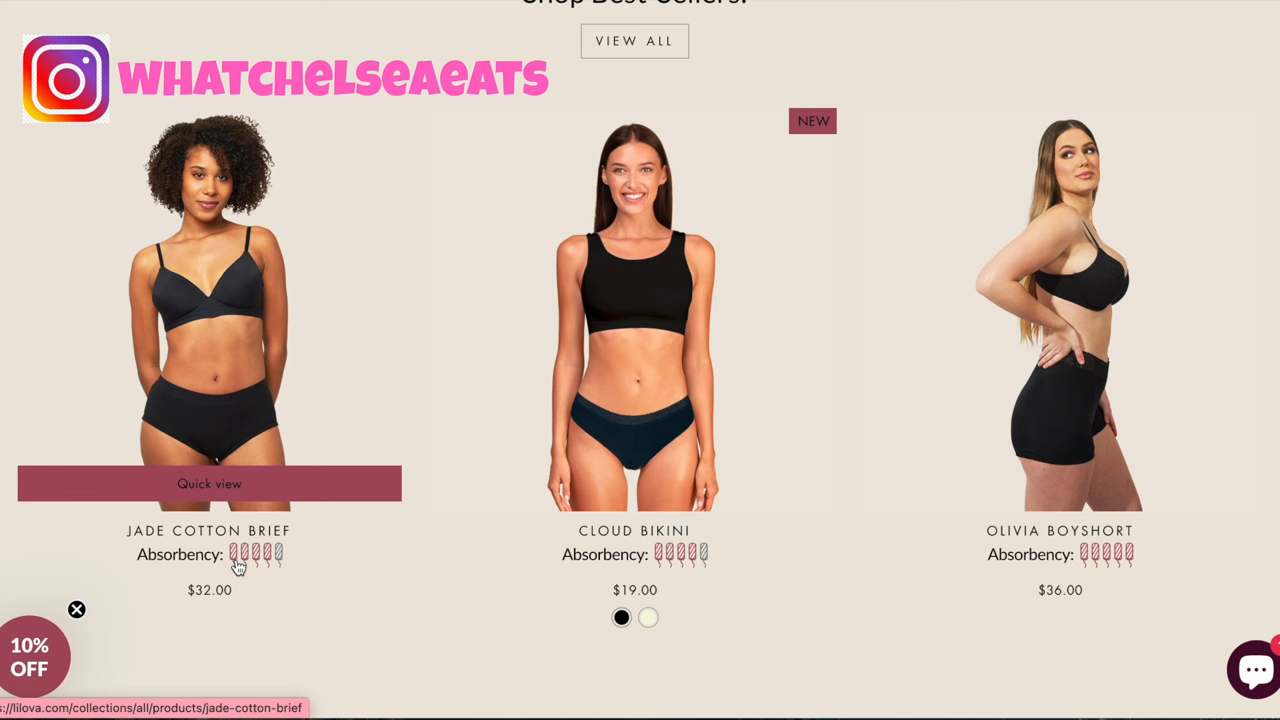 Shop Best Sellers!
VIEW ALL
WHATCHELSEAEATS
NEW
Quick view
JADE COTTON BRIEF
Absorbency:
$32.00
CLOUD BIKINI
Absorbency:
$19.00
OLIVIA BOYSHORT
Absorbency:
$36.00
10%
OFF
s://lilova.com/collections/all/products/jade-cotton-brief